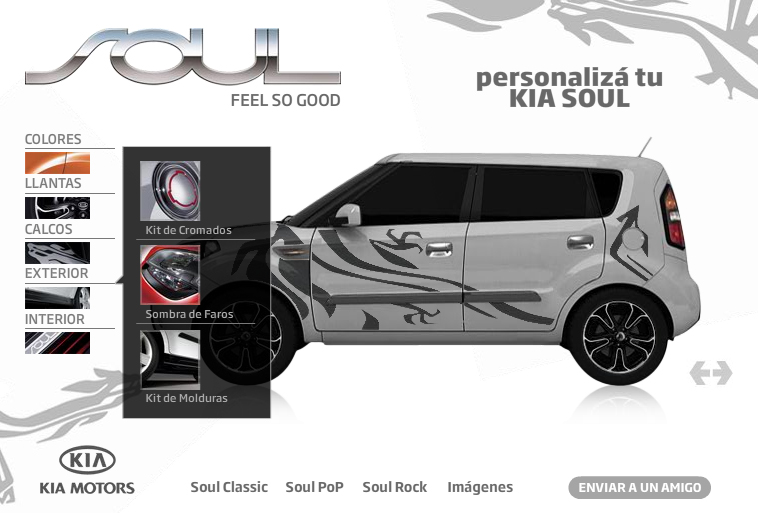 SOUL
FEEL SO GOOD
personalizá tu
KIA SOUL
COLORES
LLANTAS
CALCOS
EXTERIOR
INTERIOR
Kit de Cromados
Sombra de Faros
Kit de Molduras
KIA
KIA MOTORS
Soul Classic
Soul PoP
Soul Rock
Imágenes
ENVIAR A UN AMIGO